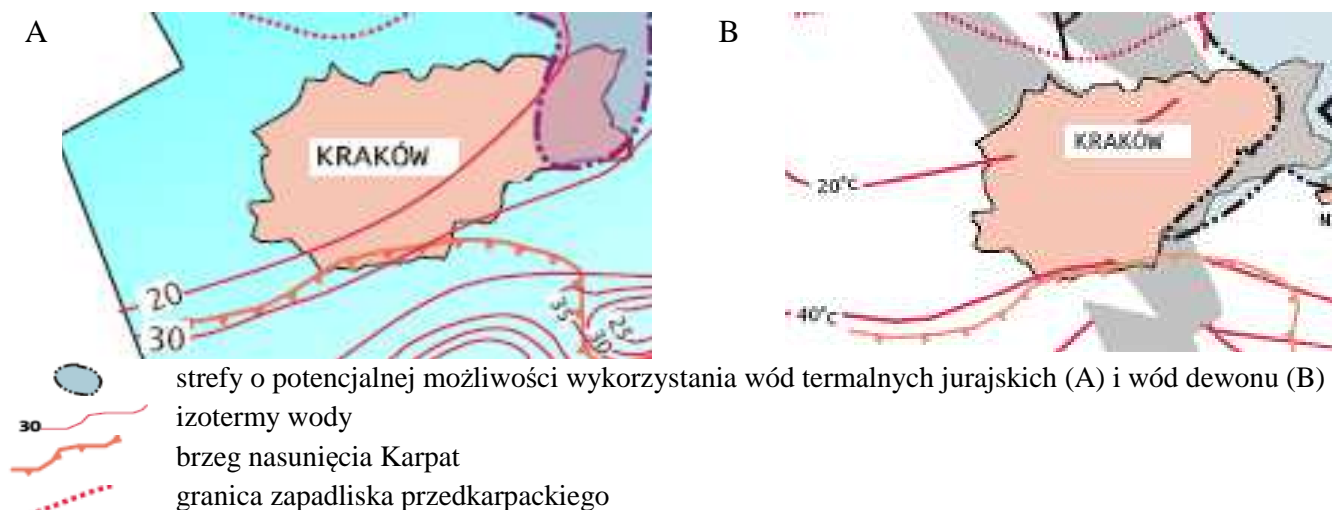 A
B
KRAKÓW
KRAKÓW
20
30
35
30
25
20°C
40°C
N
strefy o potencjalnej możliwości wykorzystania wód termalnych jurajskich (A) i wód dewonu (B)
30
izotermy wody
brzeg nasunięcia Karpat
granica zapadliska przedkarpackiego